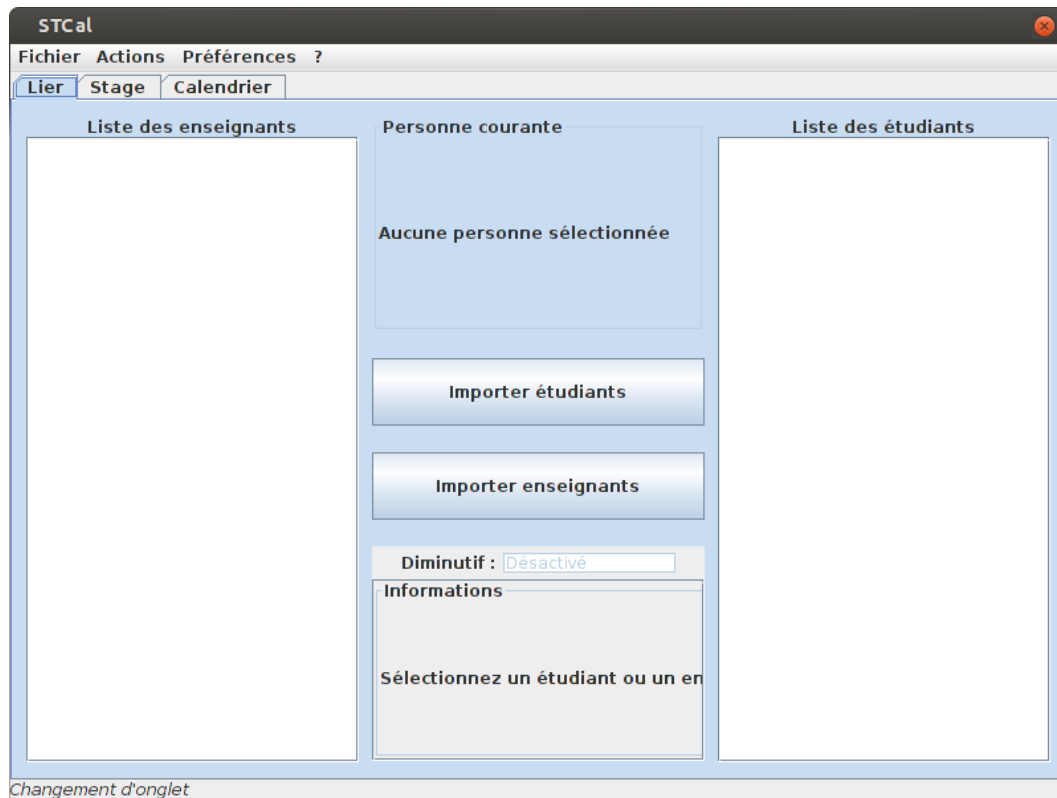 STCal
Fichier Actions Préférences ?
Lier Stage Calendrier
Liste des enseignants
Personne courante
Aucune personne sélectionnée
Importer étudiants
Importer enseignants
Diminutif : Désactivé
Informations
Sélectionnez un étudiant ou un en
Liste des étudiants
Changement d'onglet